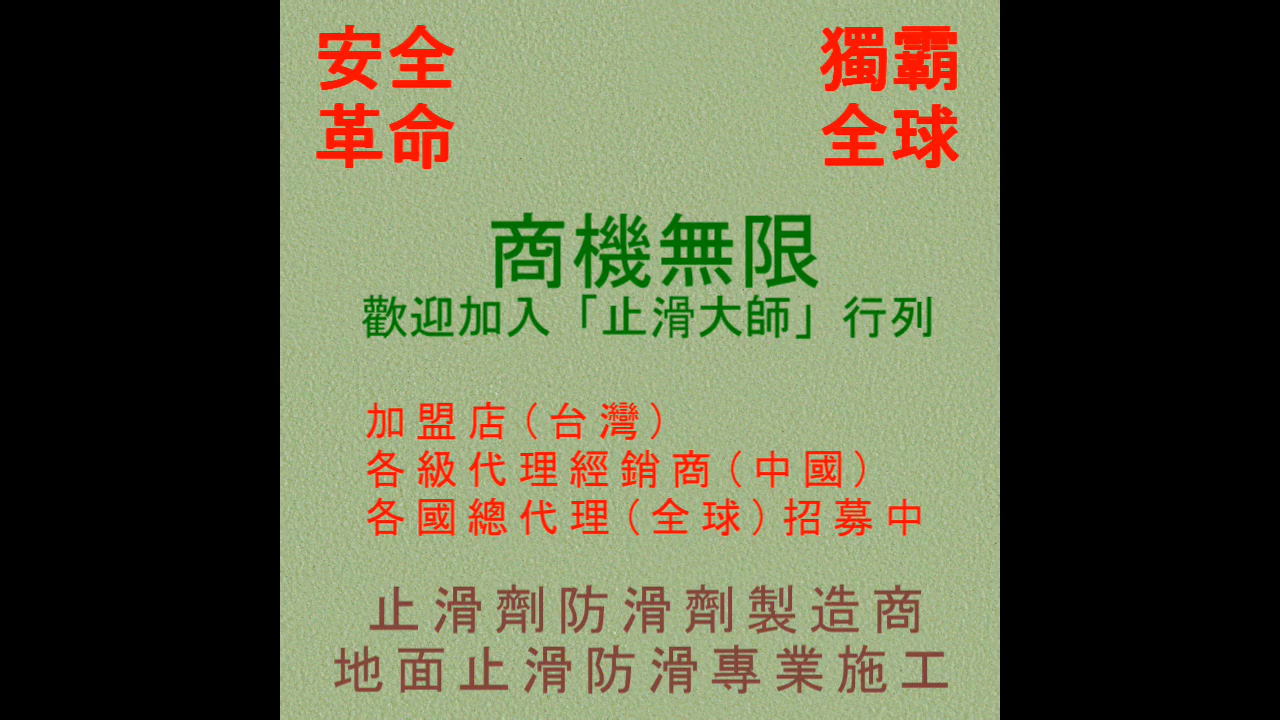 安全
革命
獨霸
全球
商機無限
歡迎加入「止滑大師」行列
加盟店(台灣)
各級代理經銷商(中國)
各國總代理(全球)招募中
止滑劑防滑劑製造商
地面止滑防滑專業施工